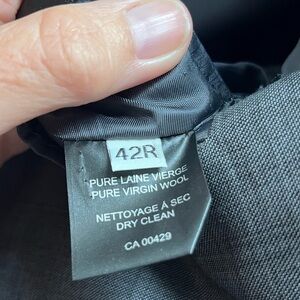 42R
PURE LAINE VIERGE
PURE VIRGIN WOOL
NETTOYAGE À SEC
DRY CLEAN
CA 00429